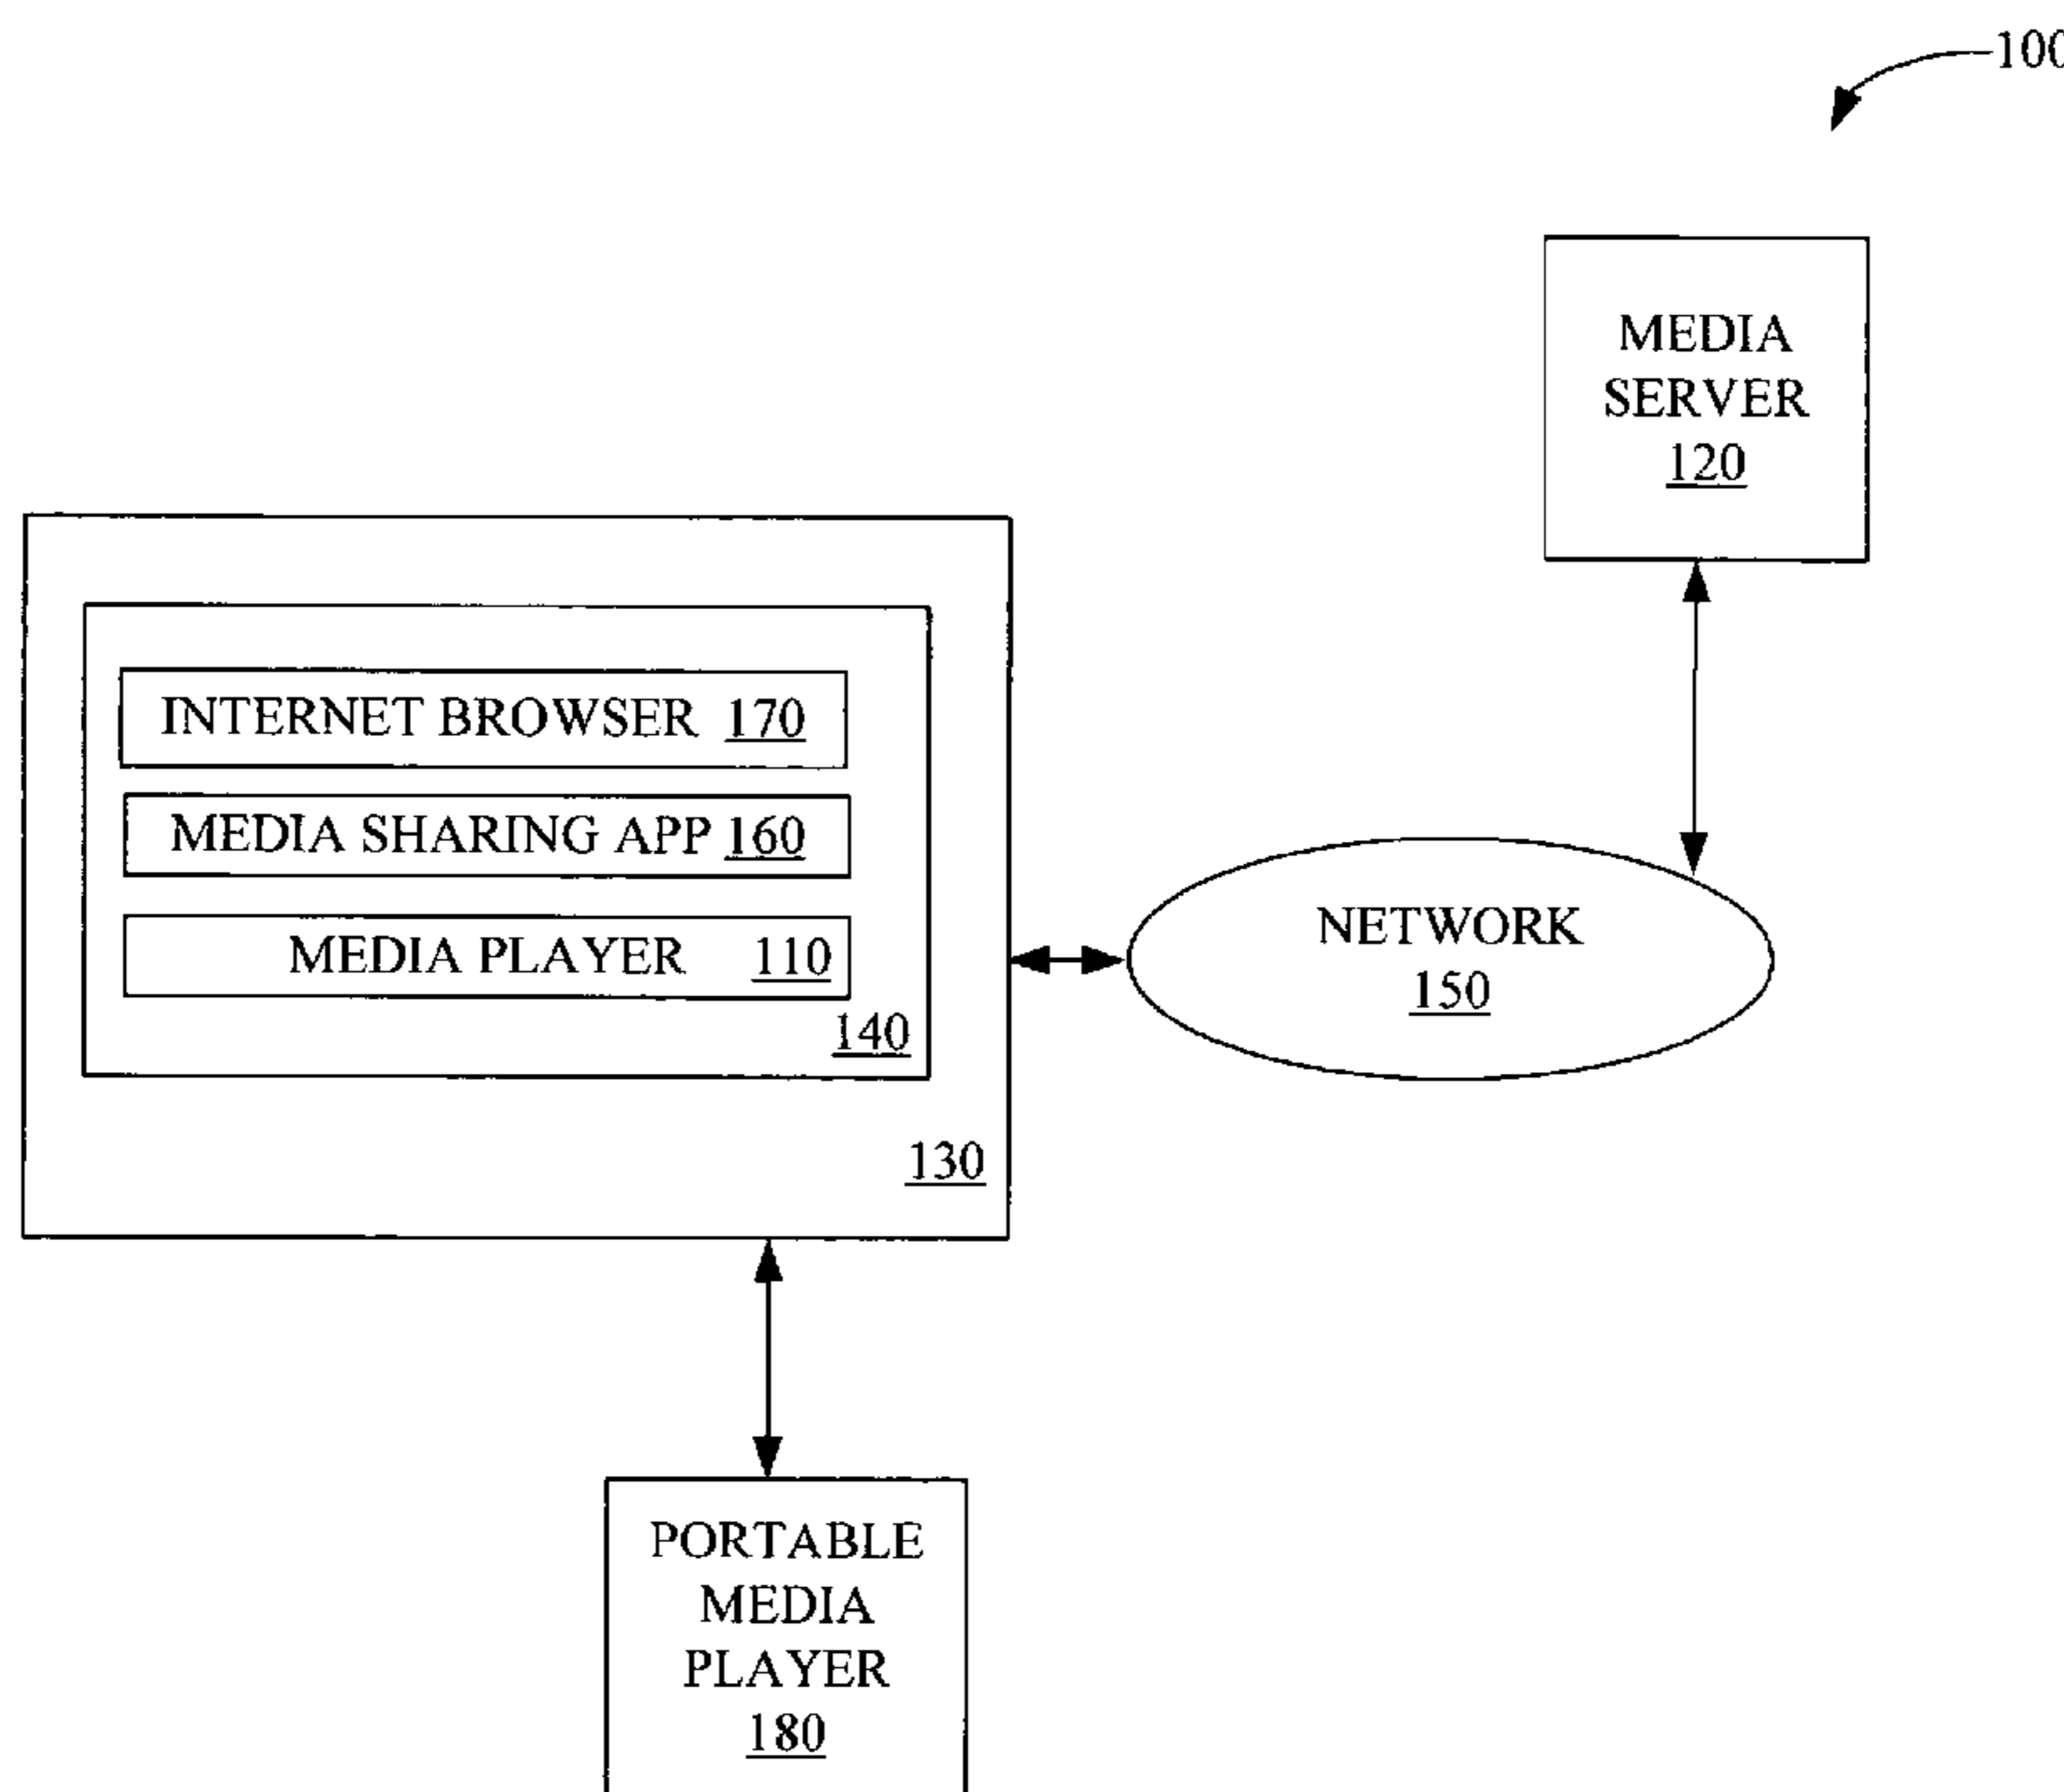 100
MEDIA
SERVER
120
INTERNET BROWSER 170
MEDIA SHARING APP 160
MEDIA PLAYER 110
140
130
NETWORK
150
PORTABLE
MEDIA
PLAYER
180